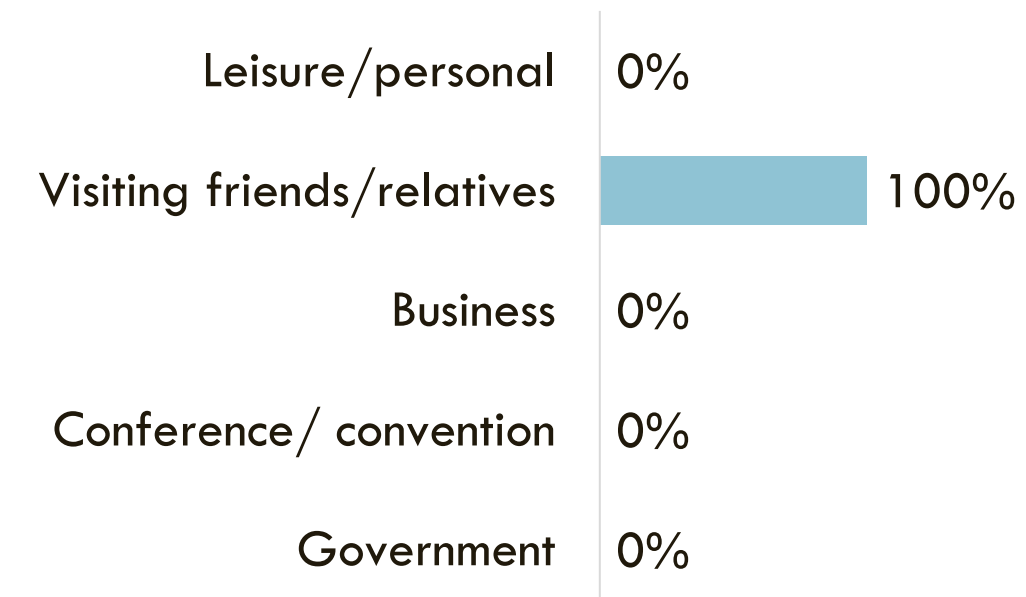 Leisure/personal 0%
Visiting friends/relatives 100%
Business 0%
Conference/ convention 0%
Government 0%